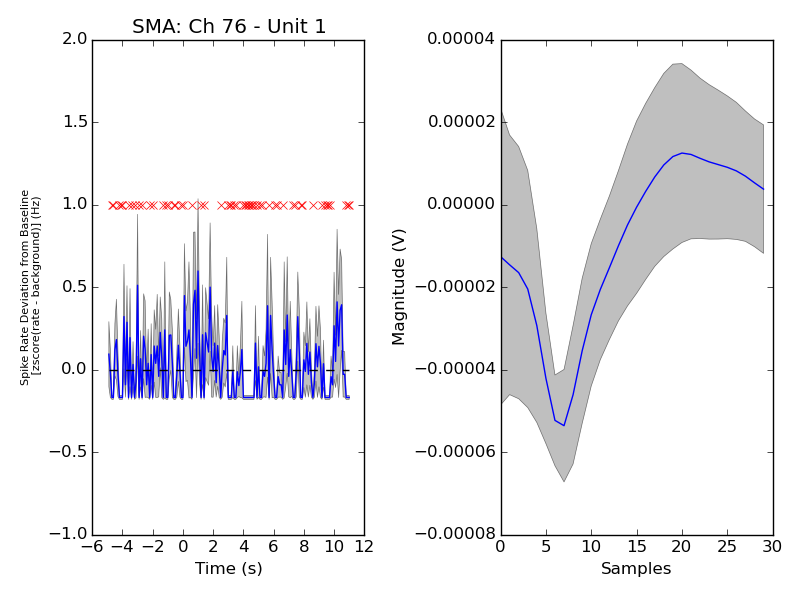 SMA: Ch 76 - Unit 1
2.0
1.5
1.0
0.5
0.0
−0.5
−1.0
−6 −4 −2 0 2 4 6 8 10 12
Time (s)
Spike Rate Deviation from Baseline
[zscore(rate - background)] (Hz)
0.00004
0.00002
0.00000
−0.00002
−0.00004
−0.00006
−0.00008
0 5 10 15 20 25 30
Samples
Magnitude (V)